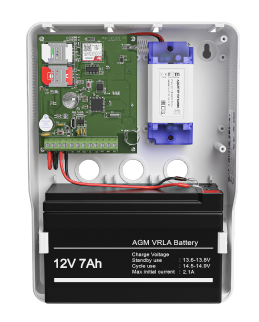 AGM VRLA Battery
12V 7Ah
Charge Voltage
Standby use : 13.6-13.8V
Cycle use : 14.5-14.9V
Max initial current : 2.1A